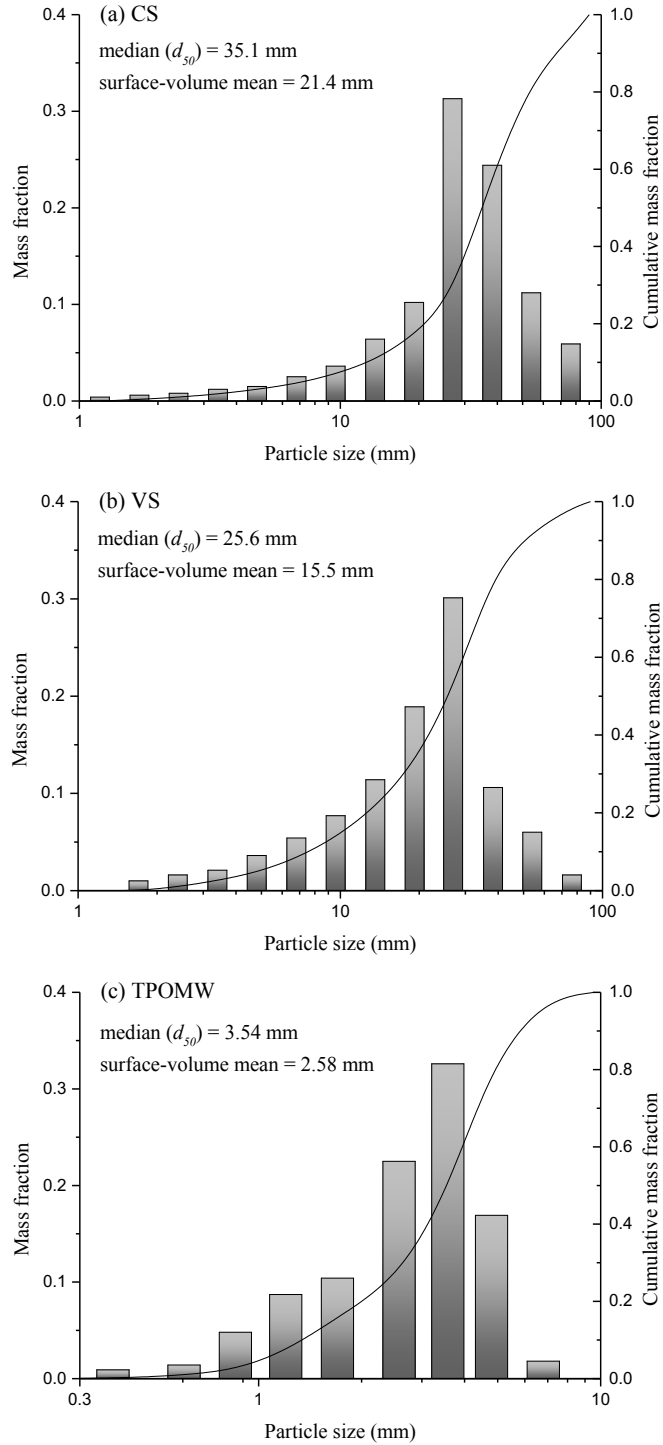 (a) CS
median (d50) = 35.1 mm
surface-volume mean = 21.4 mm
0.4
0.3
0.2
0.1
0.0
Mass fraction
1.0
0.8
0.6
0.4
0.2
0.0
Cumulative mass fraction
1 10 100
Particle size (mm)
(b) VS
median (d50) = 25.6 mm
surface-volume mean = 15.5 mm
0.4
0.3
0.2
0.1
0.0
Mass fraction
1.0
0.8
0.6
0.4
0.2
0.0
Cumulative mass fraction
1 10 100
Particle size (mm)
(c) TPOMW
median (d50) = 3.54 mm
surface-volume mean = 2.58 mm
0.4
0.3
0.2
0.1
0.0
Mass fraction
1.0
0.8
0.6
0.4
0.2
0.0
Cumulative mass fraction
0.3 1 10
Particle size (mm)